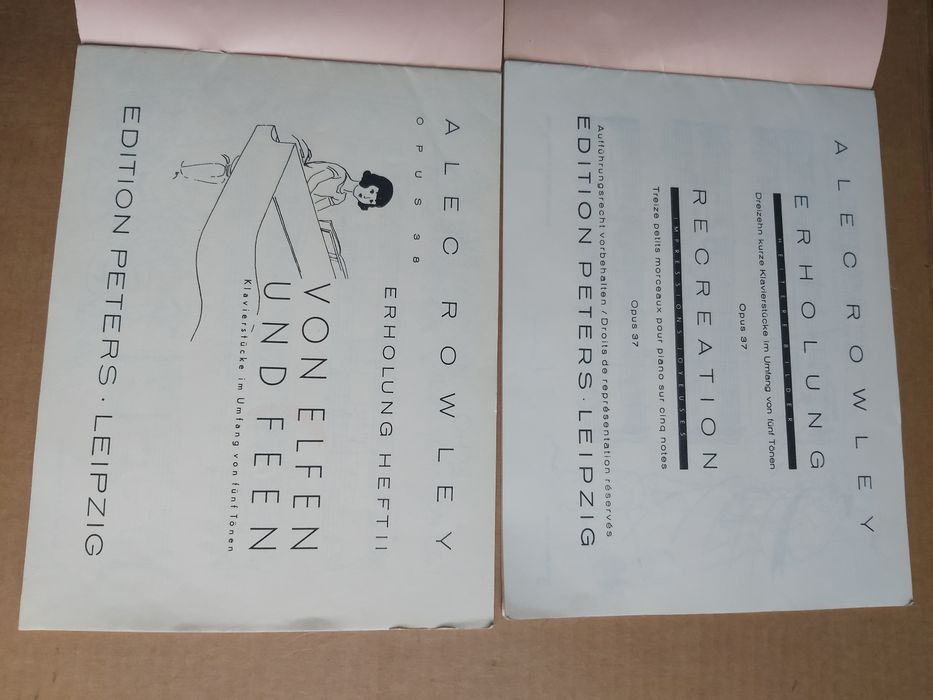 ALEC ROWLEY
ERHOLUNG
HEITERE BILDER
Dreizehn kurze Klavierstücke im Umfang von fünf Tönen
Opus 37
RECREATION
IMPRESSIONS JOYEUSES
Treize petits morceaux pour piano sur cinq notes
Opus 37
Aufführungsrecht vorbehalten / Droits de représentation réservés
EDITION PETERS · LEIPZIG
ALEC ROWLEY
OPUS 38
ERHOLUNG HEFT II
VON ELFEN
UND FEEN
Klavierstücke im Umfang von fünf Tönen
EDITION PETERS · LEIPZIG